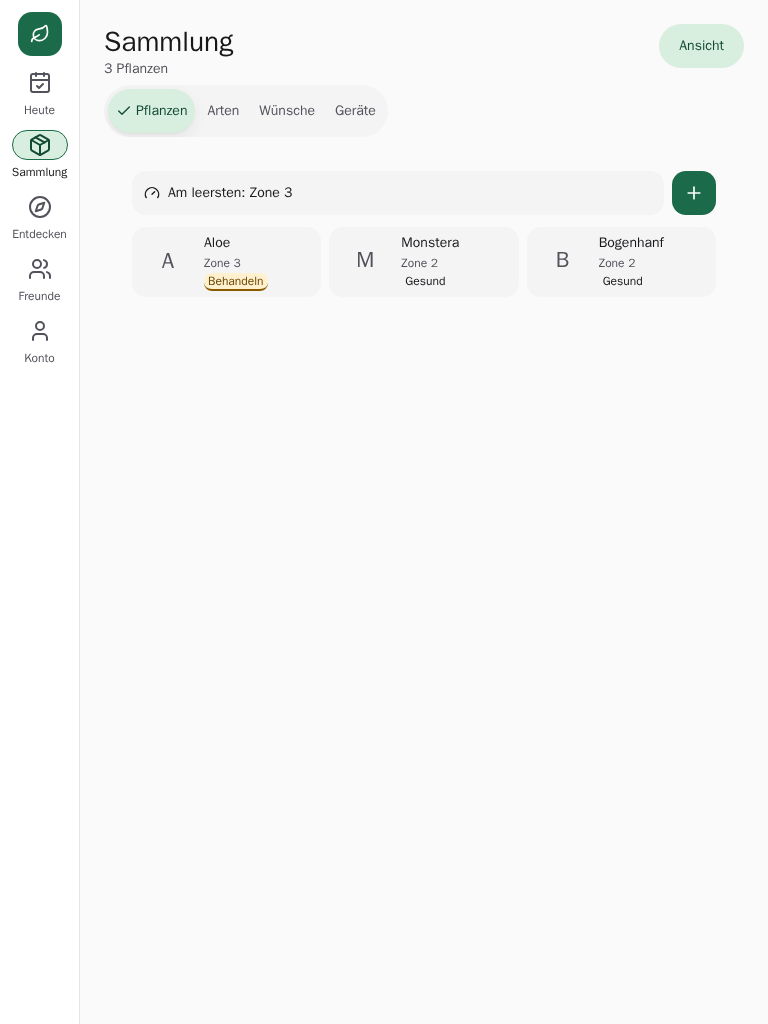 Sammlung
3 Pflanzen
Ansicht
Pflanzen
Arten
Wünsche
Geräte
Heute
Sammlung
Entdecken
Freunde
Konto
Am leersten: Zone 3
A
Aloe
Zone 3
Behandeln
M
Monstera
Zone 2
Gesund
B
Bogenhanf
Zone 2
Gesund